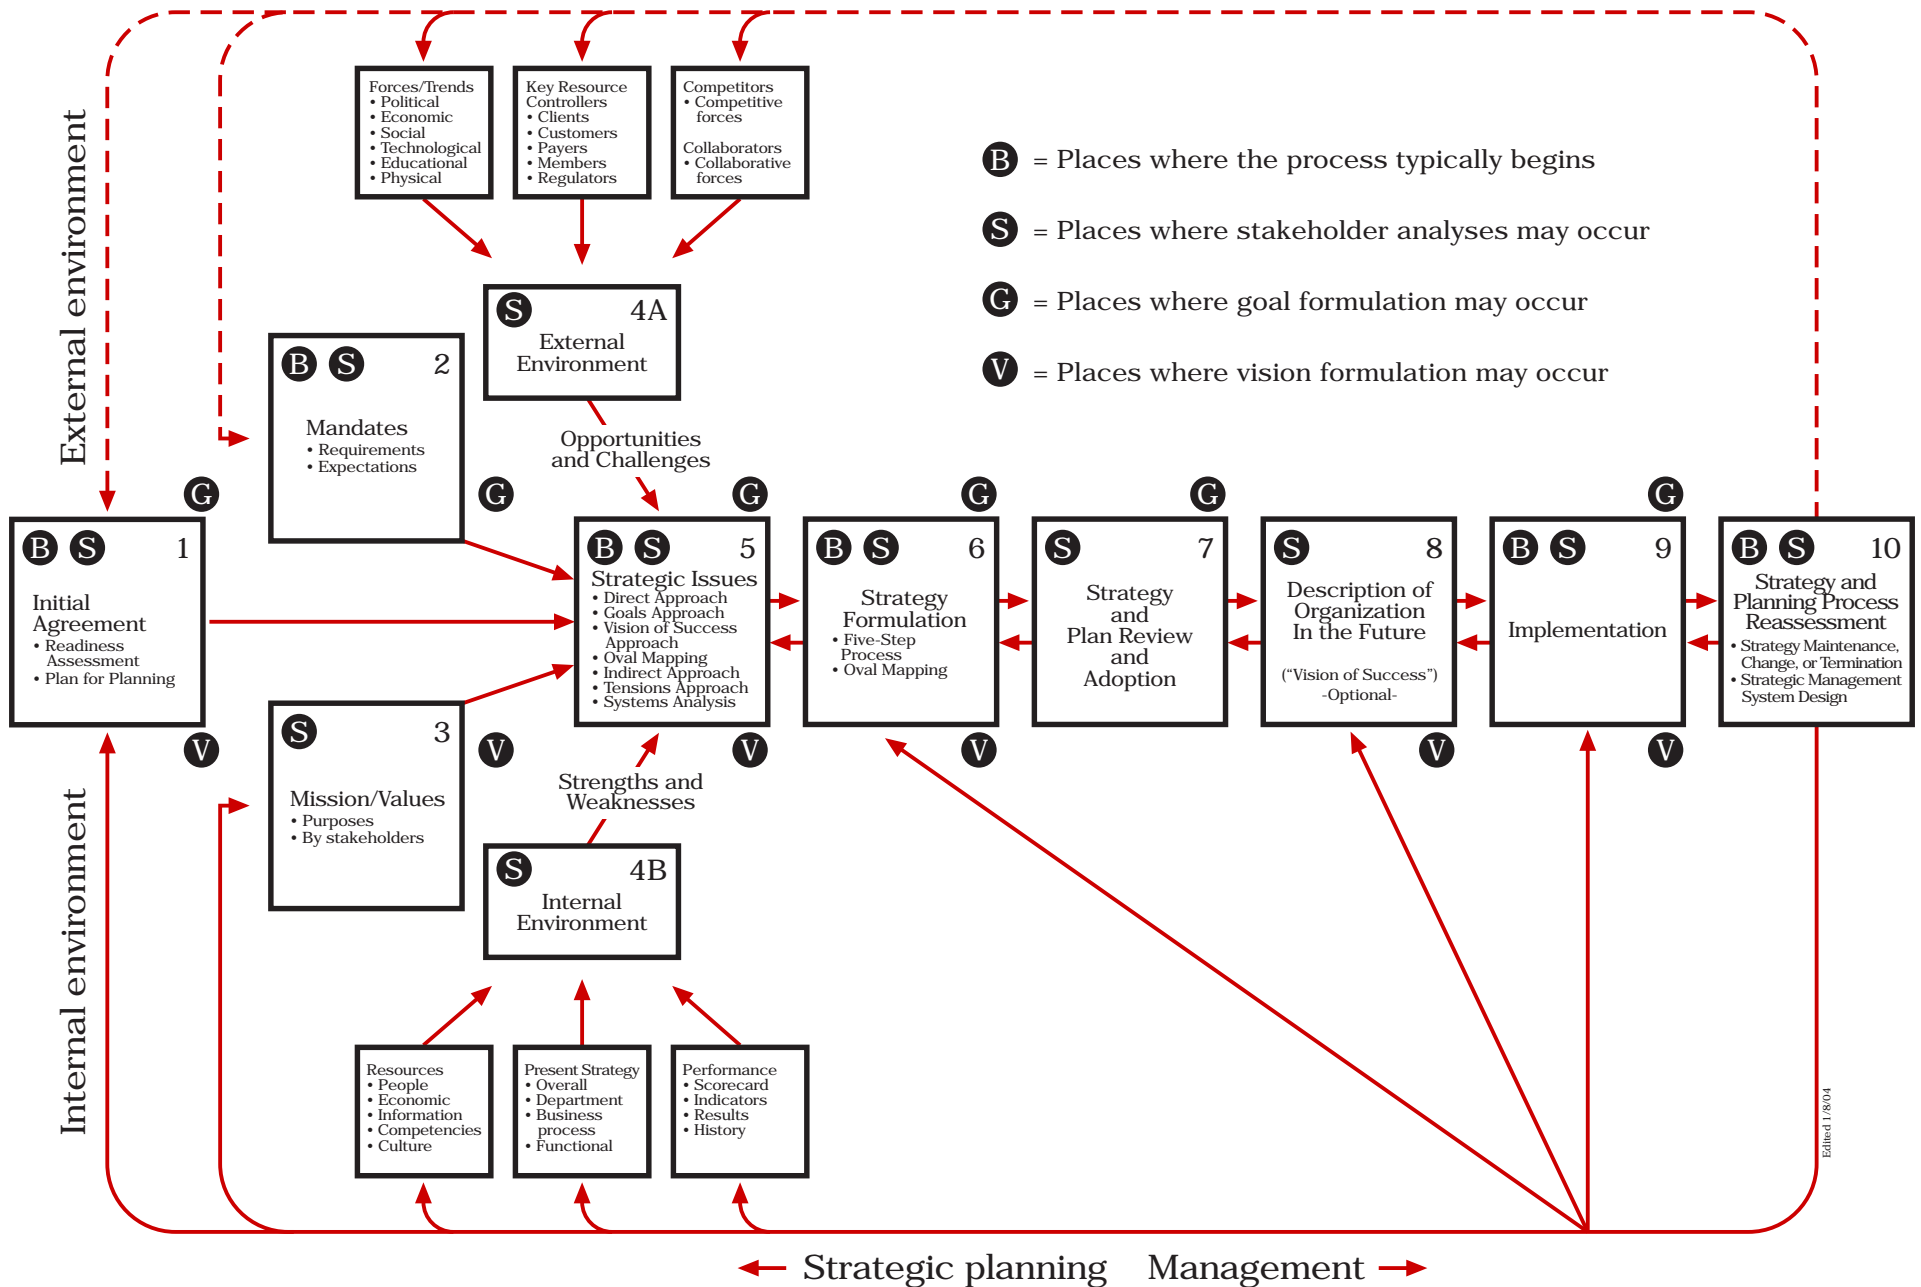 Forces/Trends
• Political
• Economic
• Social
• Technological
• Educational
• Physical
Key Resource
Controllers
• Clients
• Customers
• Payers
• Members
• Regulators
Competitors
• Competitive
forces
Collaborators
• Collaborative
forces
B = Places where the process typically begins
S = Places where stakeholder analyses may occur
G = Places where goal formulation may occur
V = Places where vision formulation may occur
External environment
S 4A
External
Environment
B S 2
Mandates
• Requirements
• Expectations
Opportunities
and Challenges
G
G
G
G
G
G
B S 1
Initial
Agreement
• Readiness
Assessment
• Plan for Planning
B S 5
Strategic Issues
• Direct Approach
• Goals Approach
• Vision of Success
Approach
• Oval Mapping
• Indirect Approach
• Tensions Approach
• Systems Analysis
B S 6
Strategy
Formulation
• Five-Step
Process
• Oval Mapping
S 7
Strategy
and
Plan Review
and
Adoption
S 8
Description of
Organization
In the Future
(“Vision of Success”)
-Optional-
B S 9
Implementation
B S 10
Strategy and
Planning Process
Reassessment
• Strategy Maintenance,
Change, or Termination
• Strategic Management
System Design
V
V
V
V
V
V
S 3
Mission/Values
• Purposes
• By stakeholders
Strengths and
Weaknesses
Internal environment
S 4B
Internal
Environment
Resources
• People
• Economic
• Information
• Competencies
• Culture
Present Strategy
• Overall
• Department
• Business
process
• Functional
Performance
• Scorecard
• Indicators
• Results
• History
Edited 1/8/04
Strategic planning Management